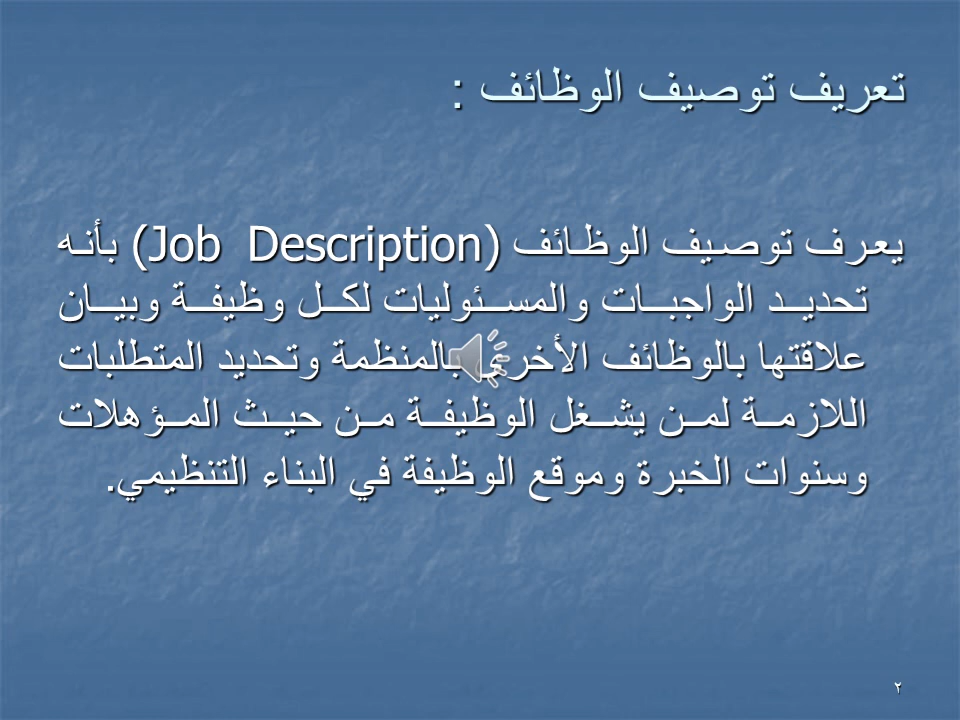 تعريف توصيف الوظائف :
يعرف توصيف الوظائف (Job Description) بأنه
تحديد الواجبات والمسئوليات لكل وظيفة وبيان
علاقتها بالوظائف الأخرى بالمنظمة وتحديد المتطلبات
اللازمة لمن يشغل الوظيفة من حيث المؤهلات
وسنوات الخبرة وموقع الوظيفة في البناء التنظيمي.
٢